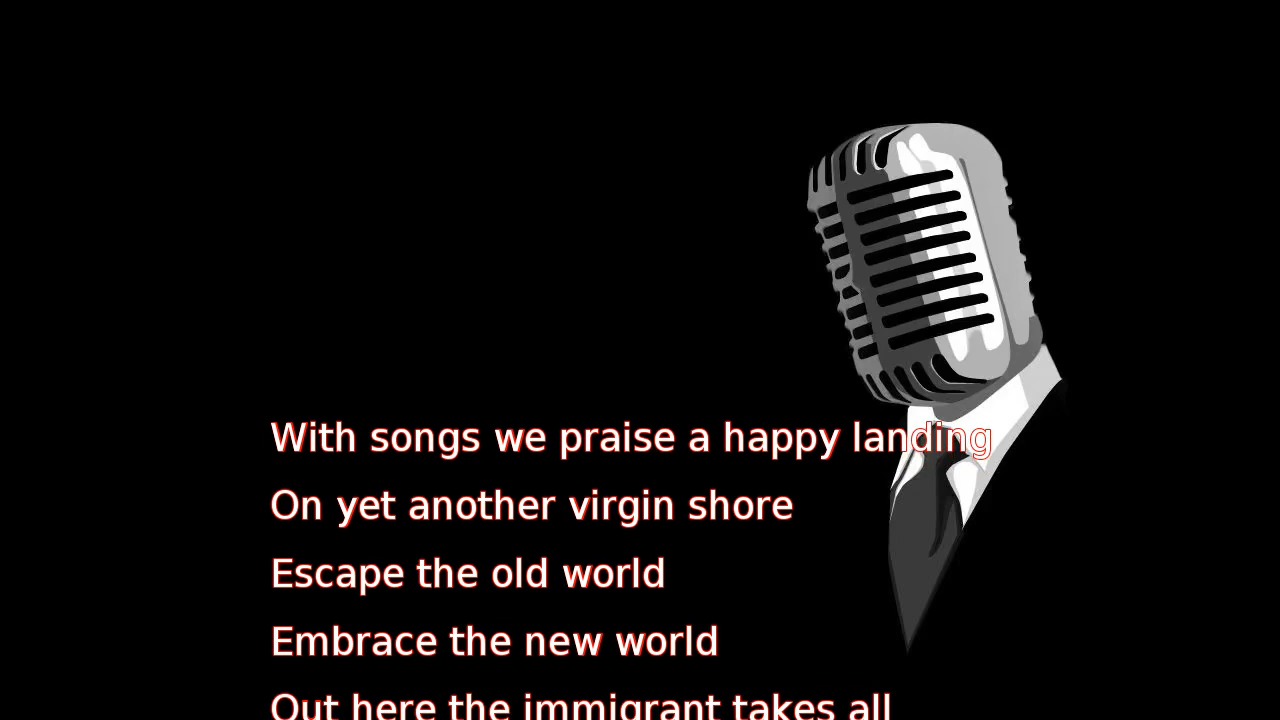 With songs we praise a happy landing
On yet another virgin shore
Escape the old world
Embrace the new world
Out here the immigrant takes all